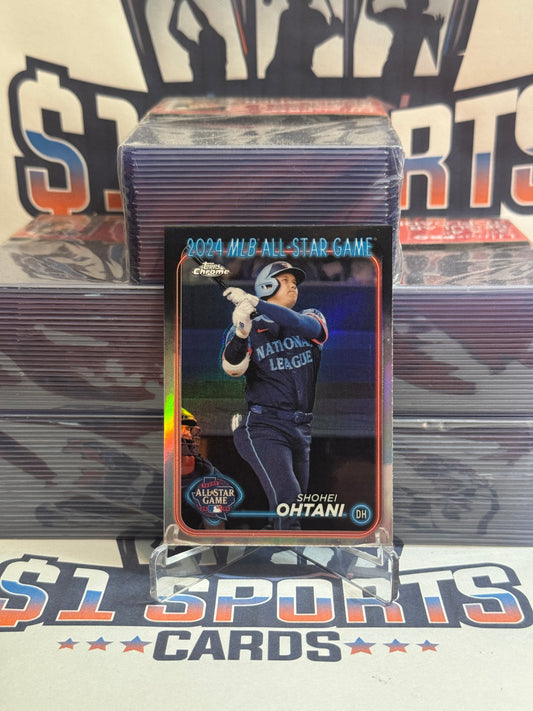 $1 SPORTS
2024 MLB ALL-STAR GAME™
Topps
Chrome
NATIONAL
LEAGUE
ALL★STAR
GAME
SHOHEI
OHTANI
DH
$1 SPORTS
CARDS